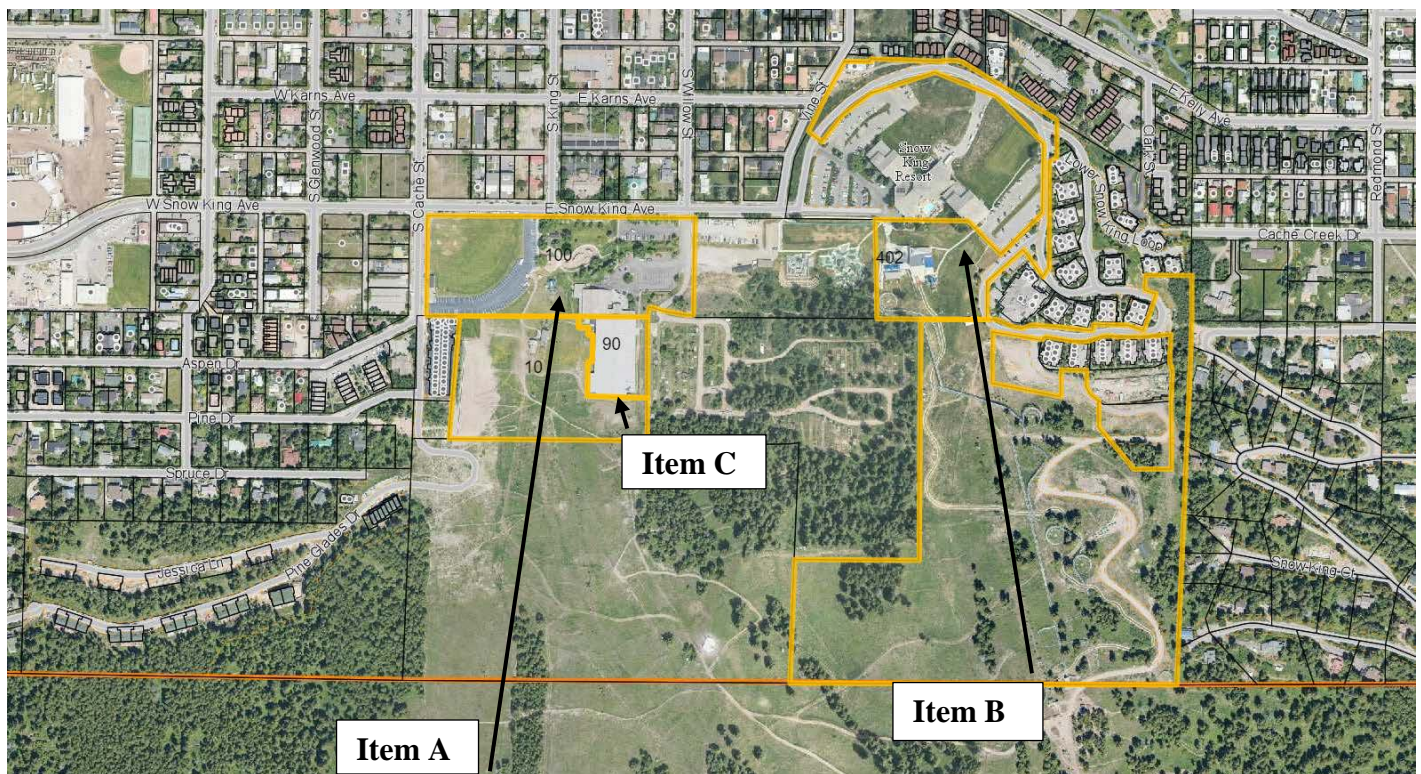 W Karns Ave
E Karns Ave
S Glenwood St
S King St
S Willow St
Vine St
E Kelly Ave
Clark St
Redmond St
Snow
King
Resort
Lower Snow King Loop
Cache Creek Dr
W Snow King Ave
S Cache St
E Snow King Ave
100
402
90
10
Aspen Dr
Pine Dr
Spruce Dr
Item C
Jessica Ln
Pine Glades Dr
Snow King Ct
Item B
Item A